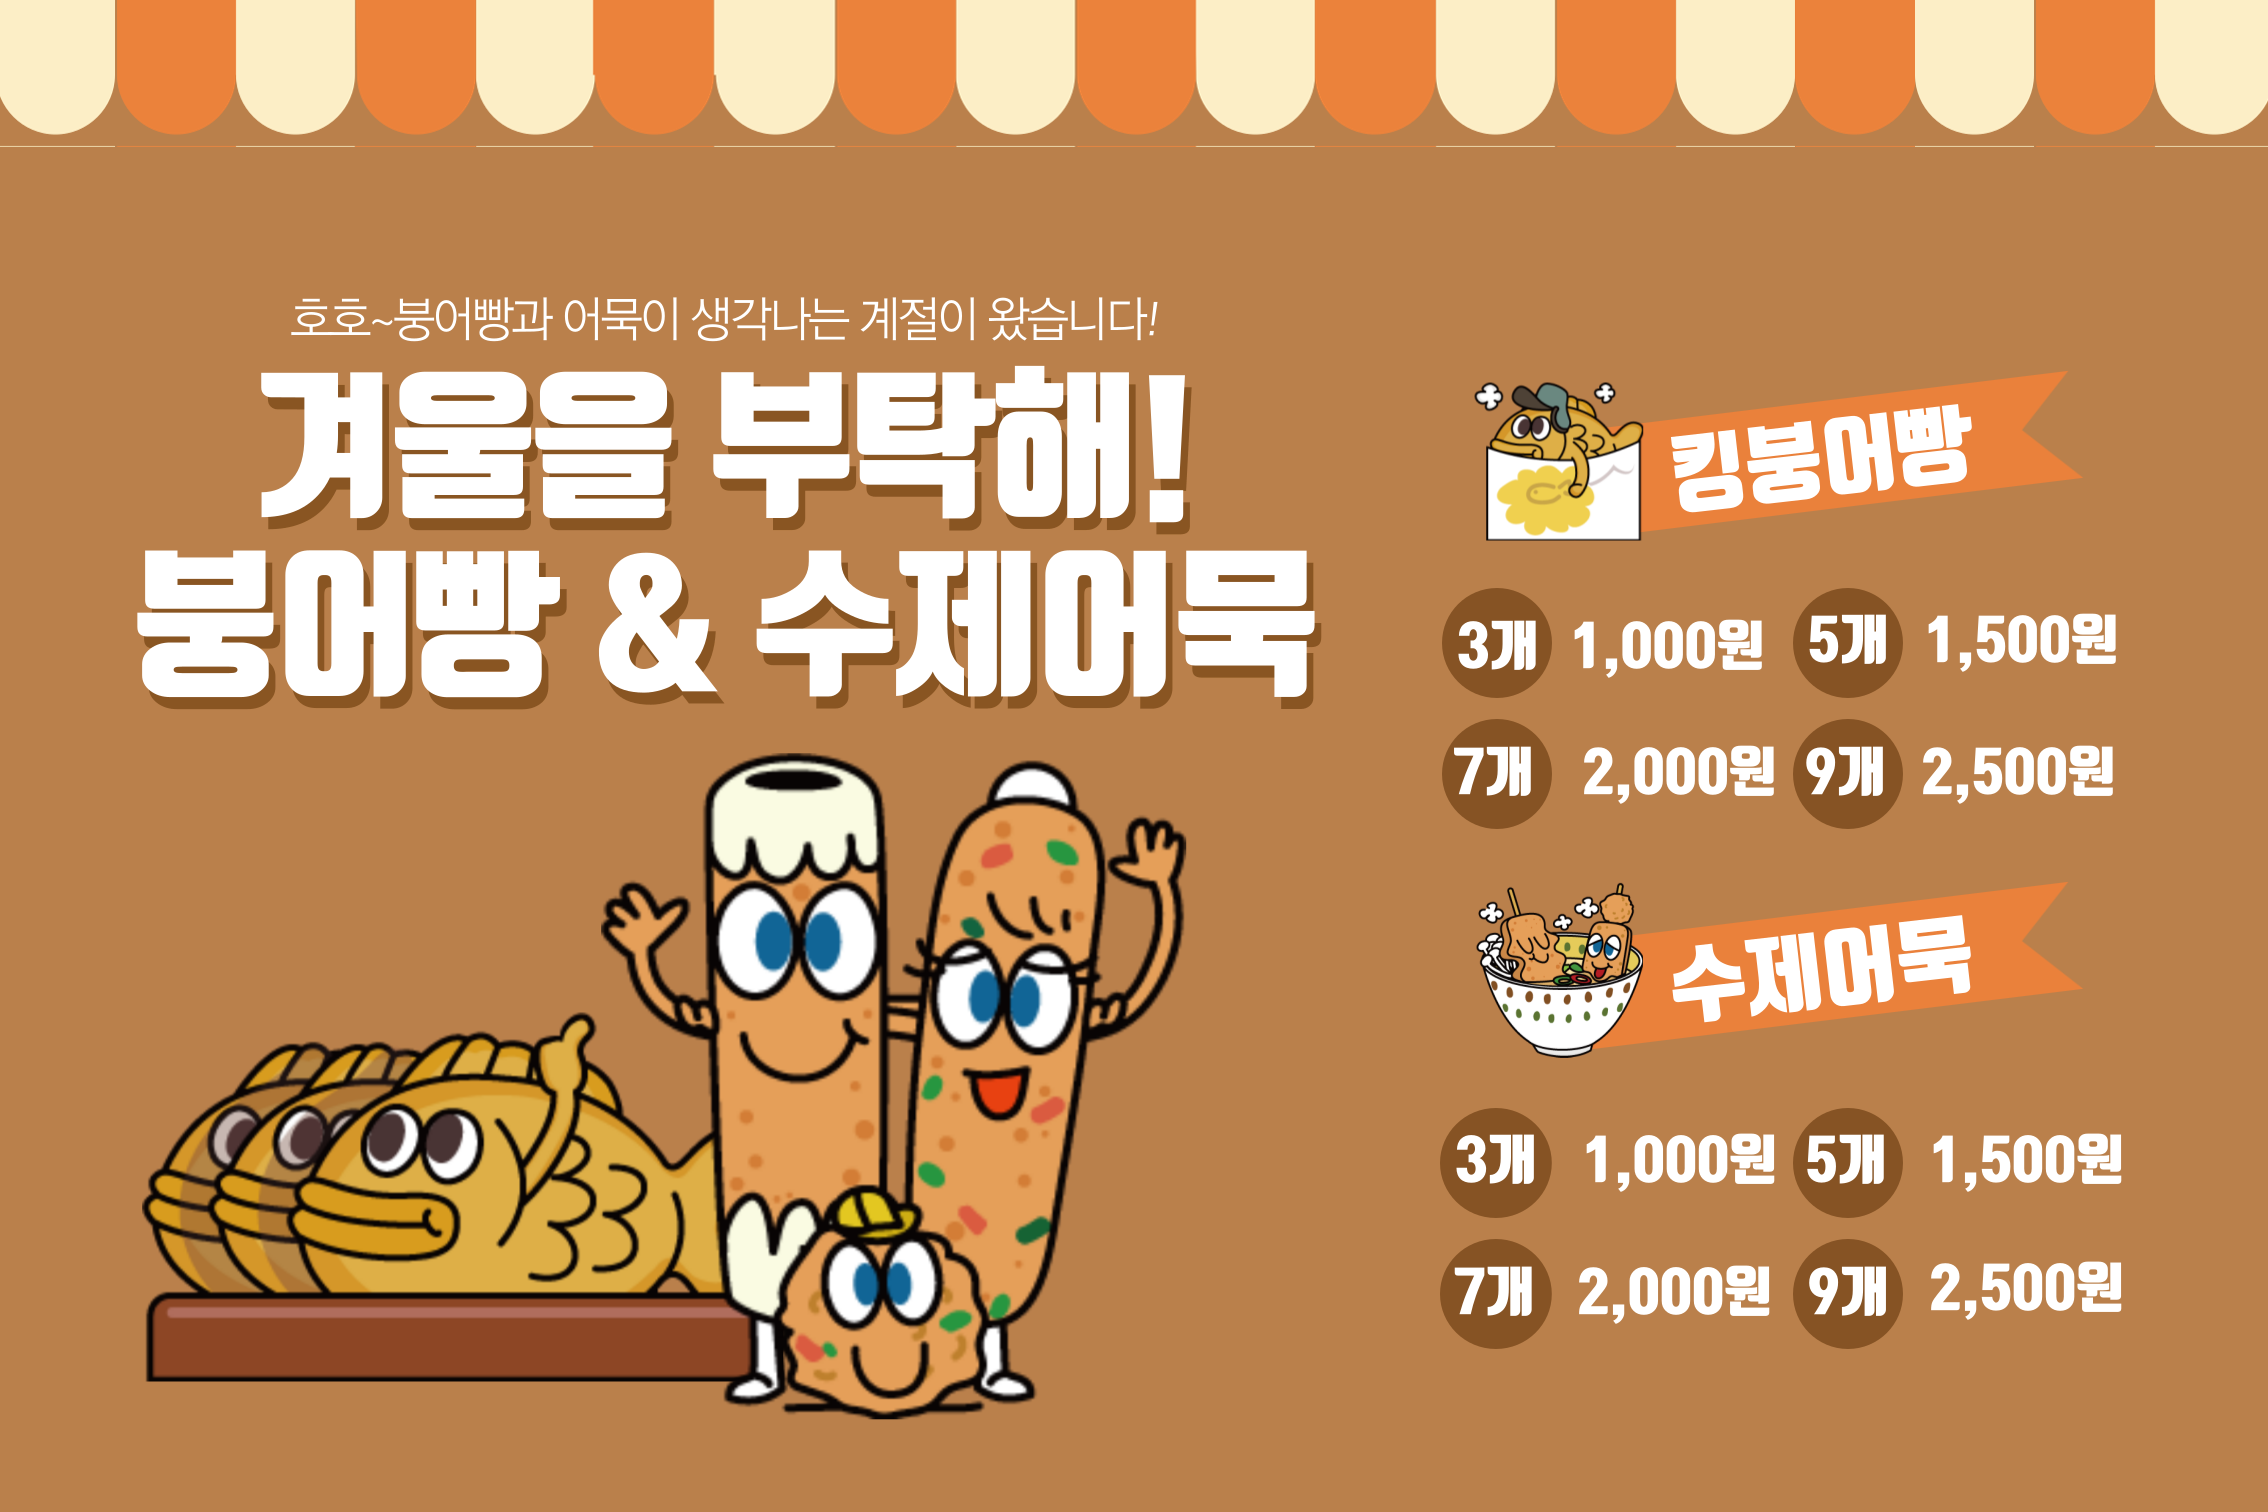 호호~붕어빵과 어묵이 생각나는 계절이 왔습니다!
겨울을 부탁해!
붕어빵 & 수제어묵
킹붕어빵
3개 1,000원 5개 1,500원
7개 2,000원 9개 2,500원
수제어묵
3개 1,000원 5개 1,500원
7개 2,000원 9개 2,500원